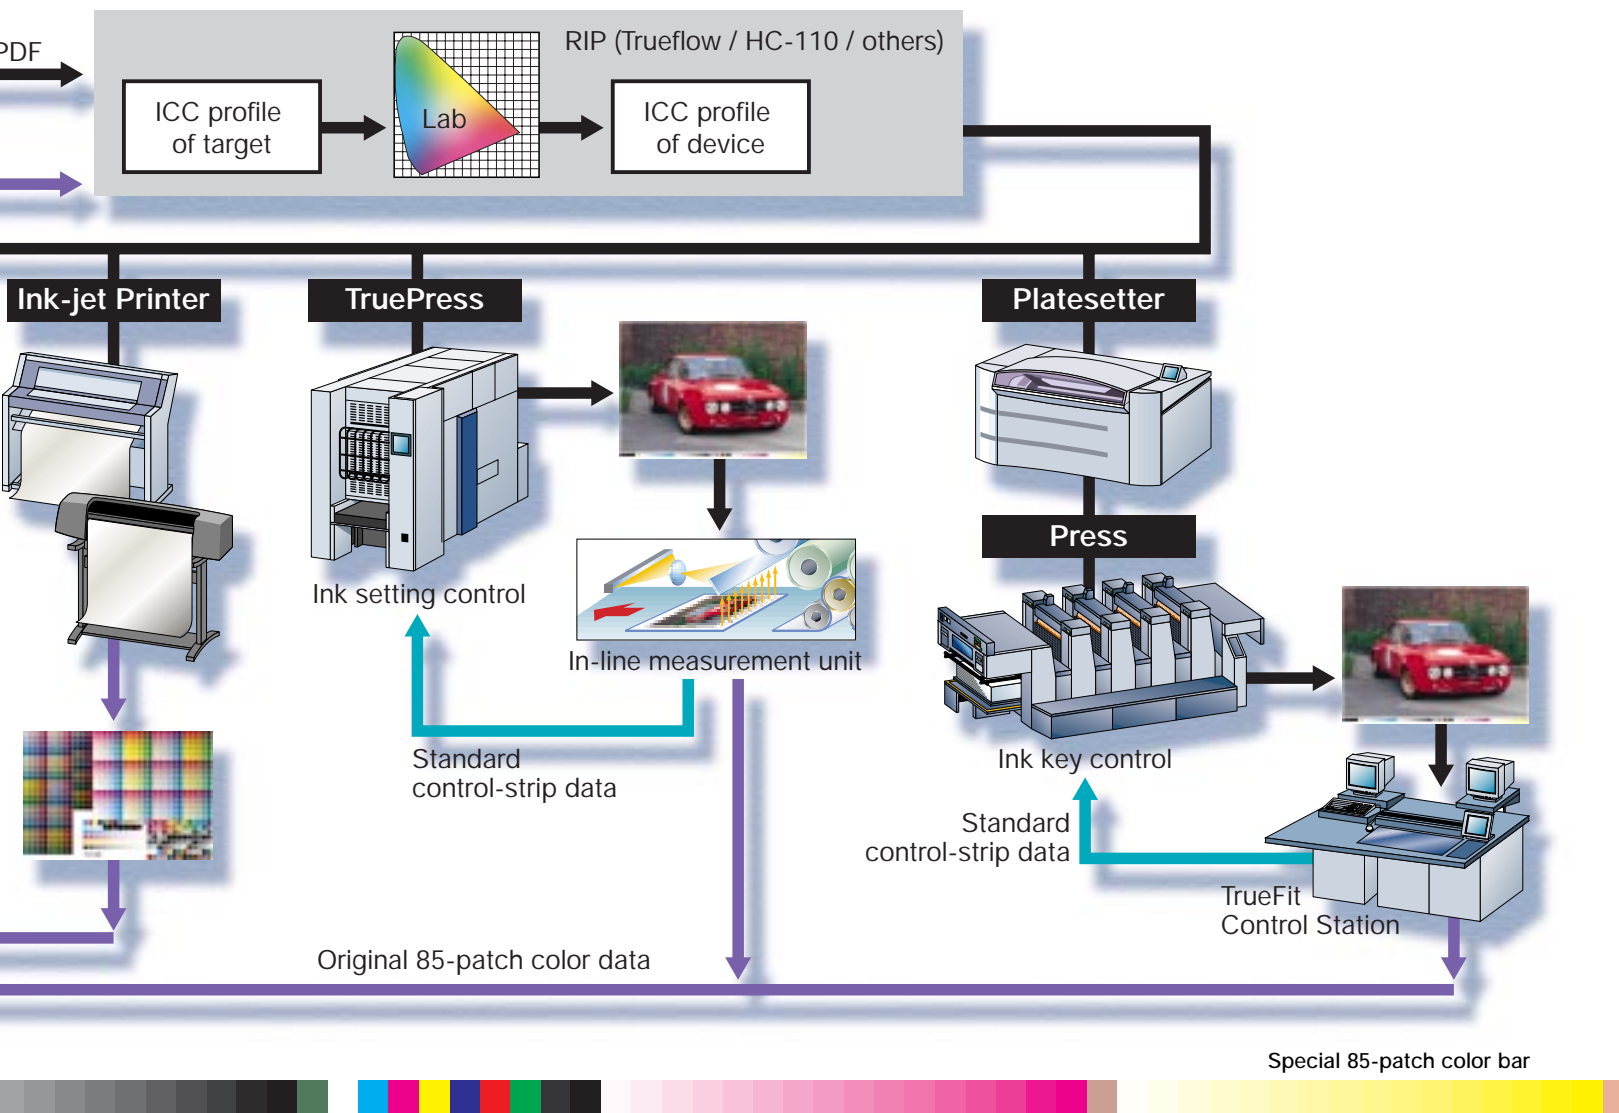 PDF
RIP (Trueflow / HC-110 / others)
ICC profile
of target
Lab
ICC profile
of device
Ink-jet Printer
TruePress
Platesetter
Press
Ink setting control
In-line measurement unit
Standard
control-strip data
Ink key control
Standard
control-strip data
TrueFit
Control Station
Original 85-patch color data
Special 85-patch color bar